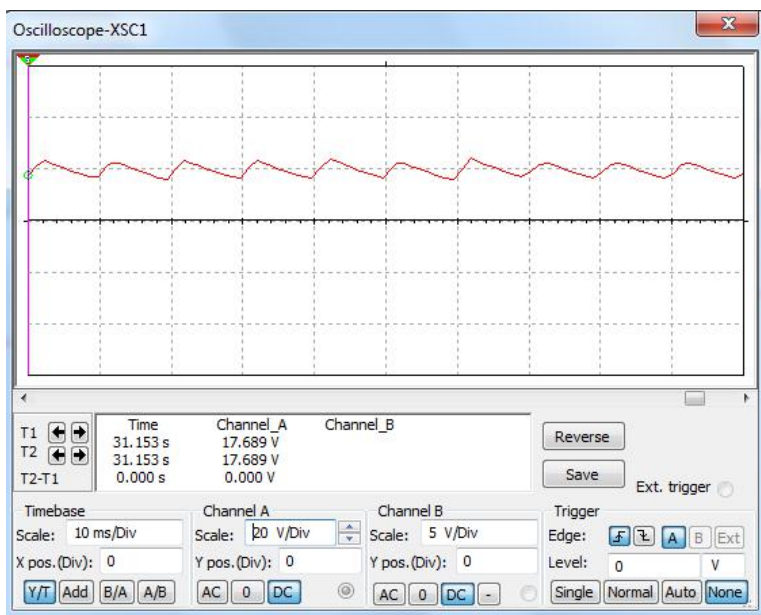 Oscilloscope-XSC1
Time Channel_A Channel_B
T1 31.153 s 17.689 V
T2 31.153 s 17.689 V
T2-T1 0.000 s 0.000 V
Reverse
Save
Ext. trigger
Timebase
Scale: 10 ms/Div
X pos.(Div): 0
Y/T Add B/A A/B
Channel A
Scale: 20 V/Div
Y pos.(Div): 0
AC 0 DC
Channel B
Scale: 5 V/Div
Y pos.(Div): 0
AC 0 DC -
Trigger
Edge: A B Ext
Level: 0 V
Single Normal Auto None